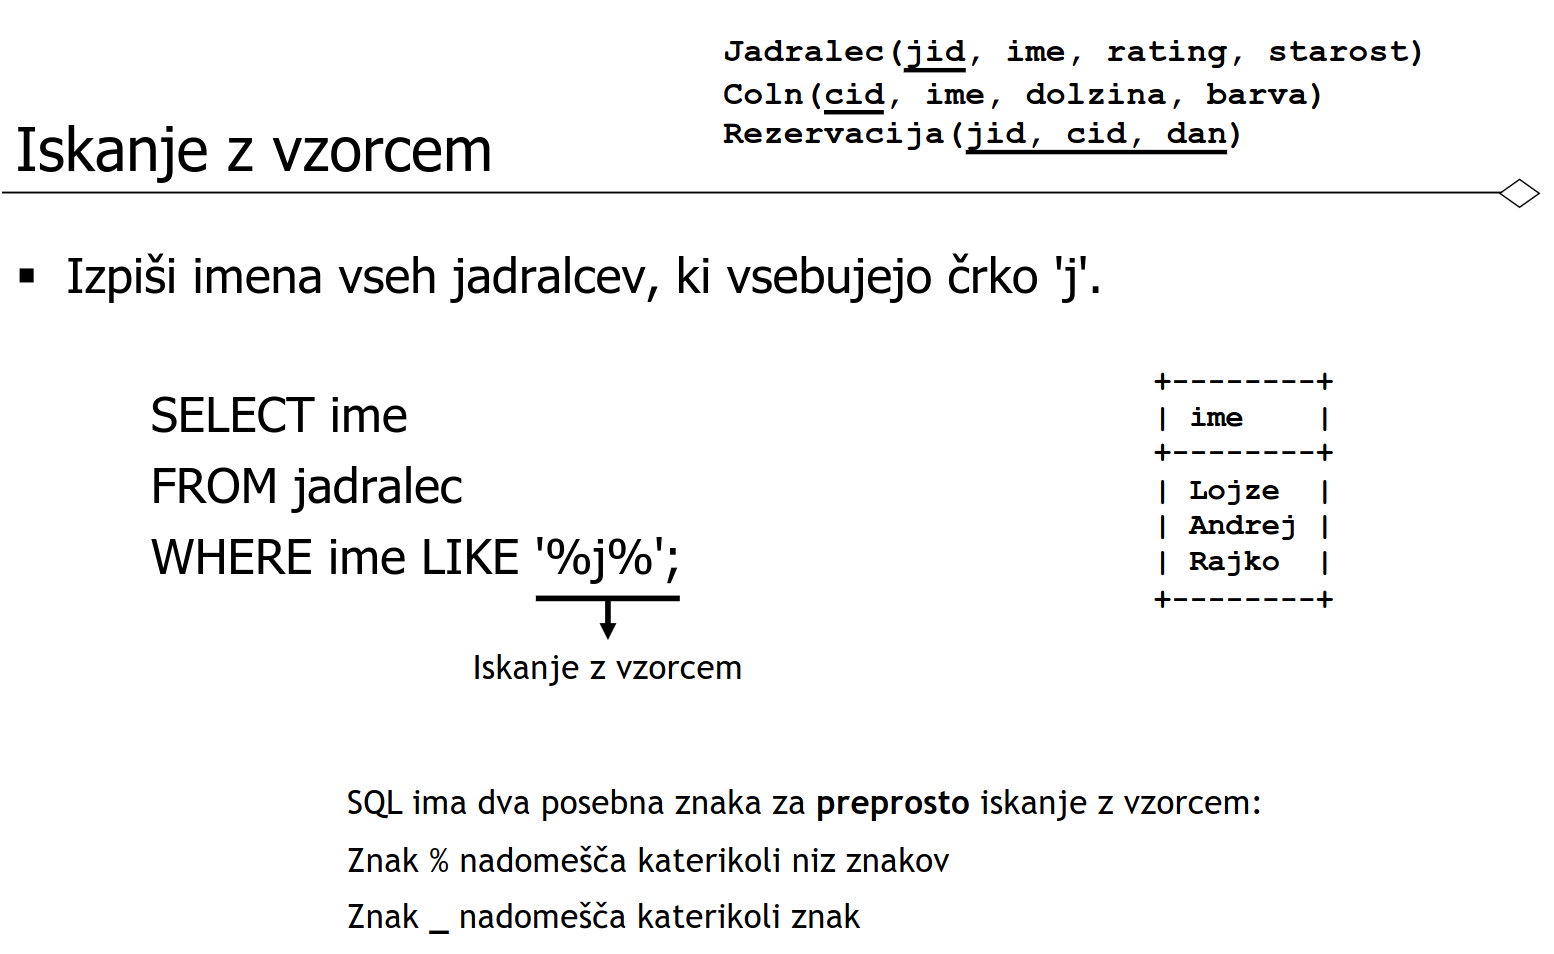 Jadralec(jid, ime, rating, starost)
Coln(cid, ime, dolzina, barva)
Rezervacija(jid, cid, dan)
Iskanje z vzorcem
▪ Izpiši imena vseh jadralcev, ki vsebujejo črko 'j'.
SELECT ime
FROM jadralec
WHERE ime LIKE '%j%';
Iskanje z vzorcem
+--------+
| ime    |
+--------+
| Lojze  |
| Andrej |
| Rajko  |
+--------+
SQL ima dva posebna znaka za preprosto iskanje z vzorcem:
Znak % nadomešča katerikoli niz znakov
Znak _ nadomešča katerikoli znak